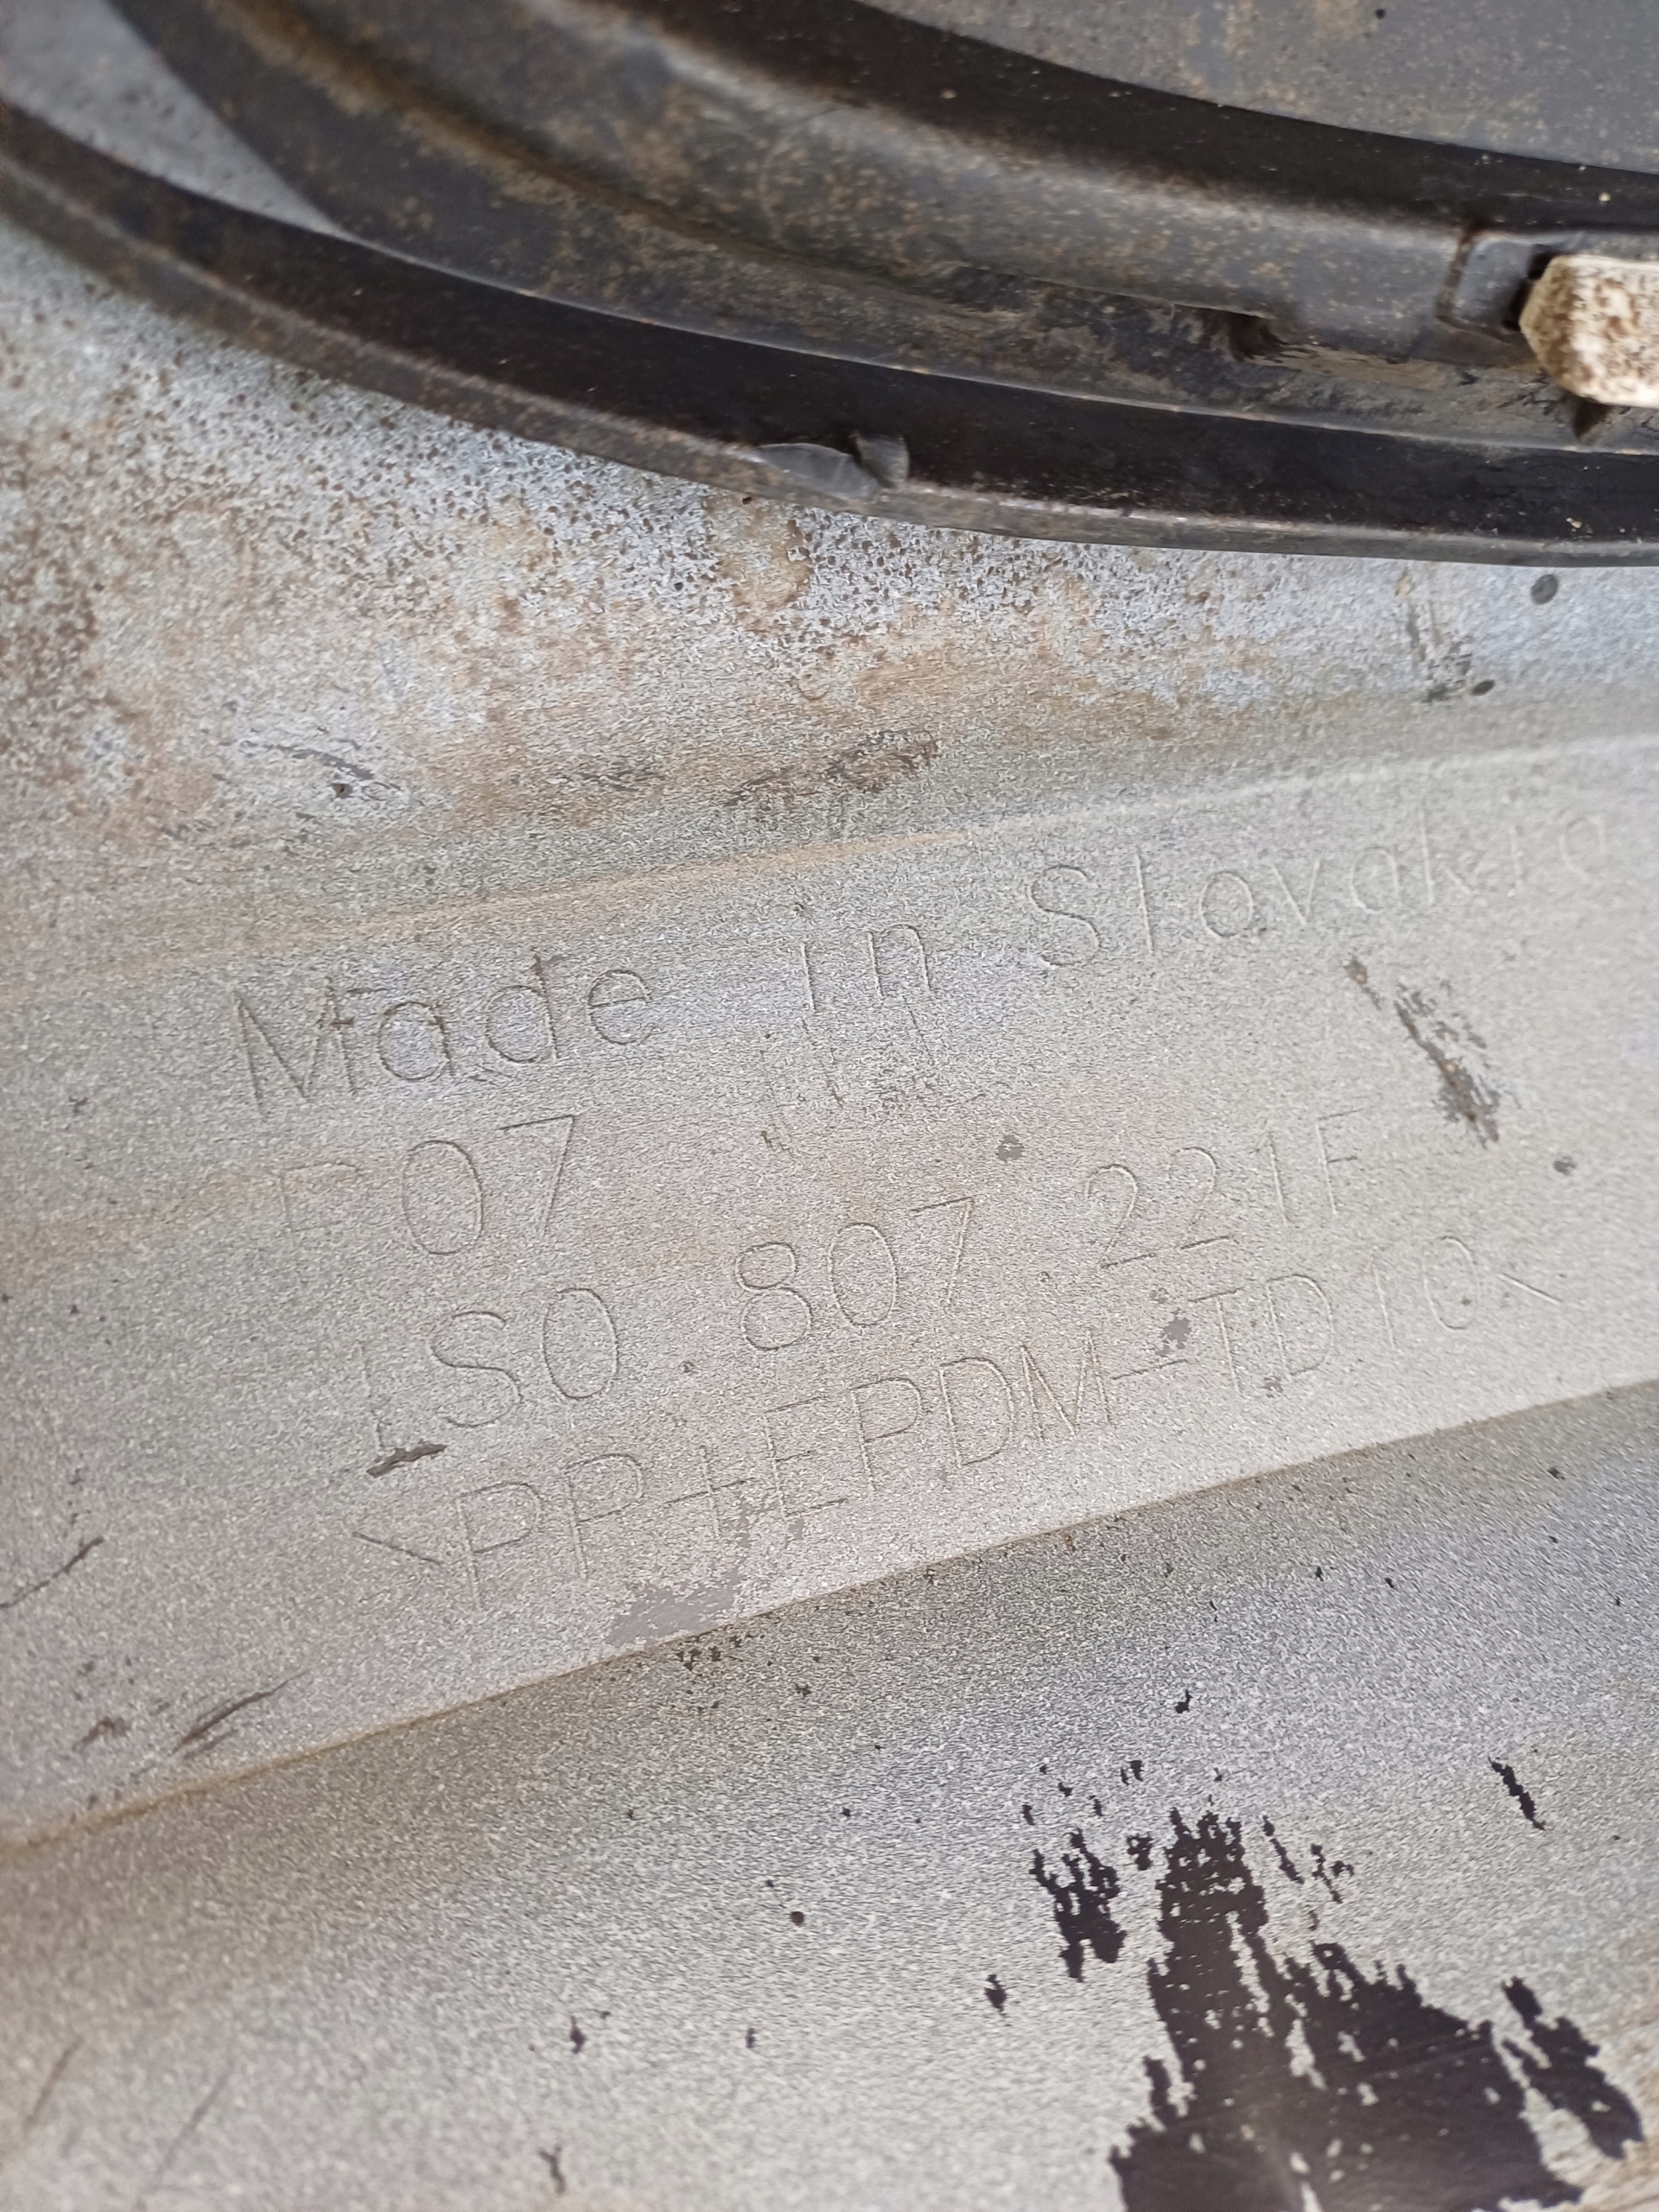 Made in Slovakia
E07
1S0 807 221F
>PP+EPDM-TD10<